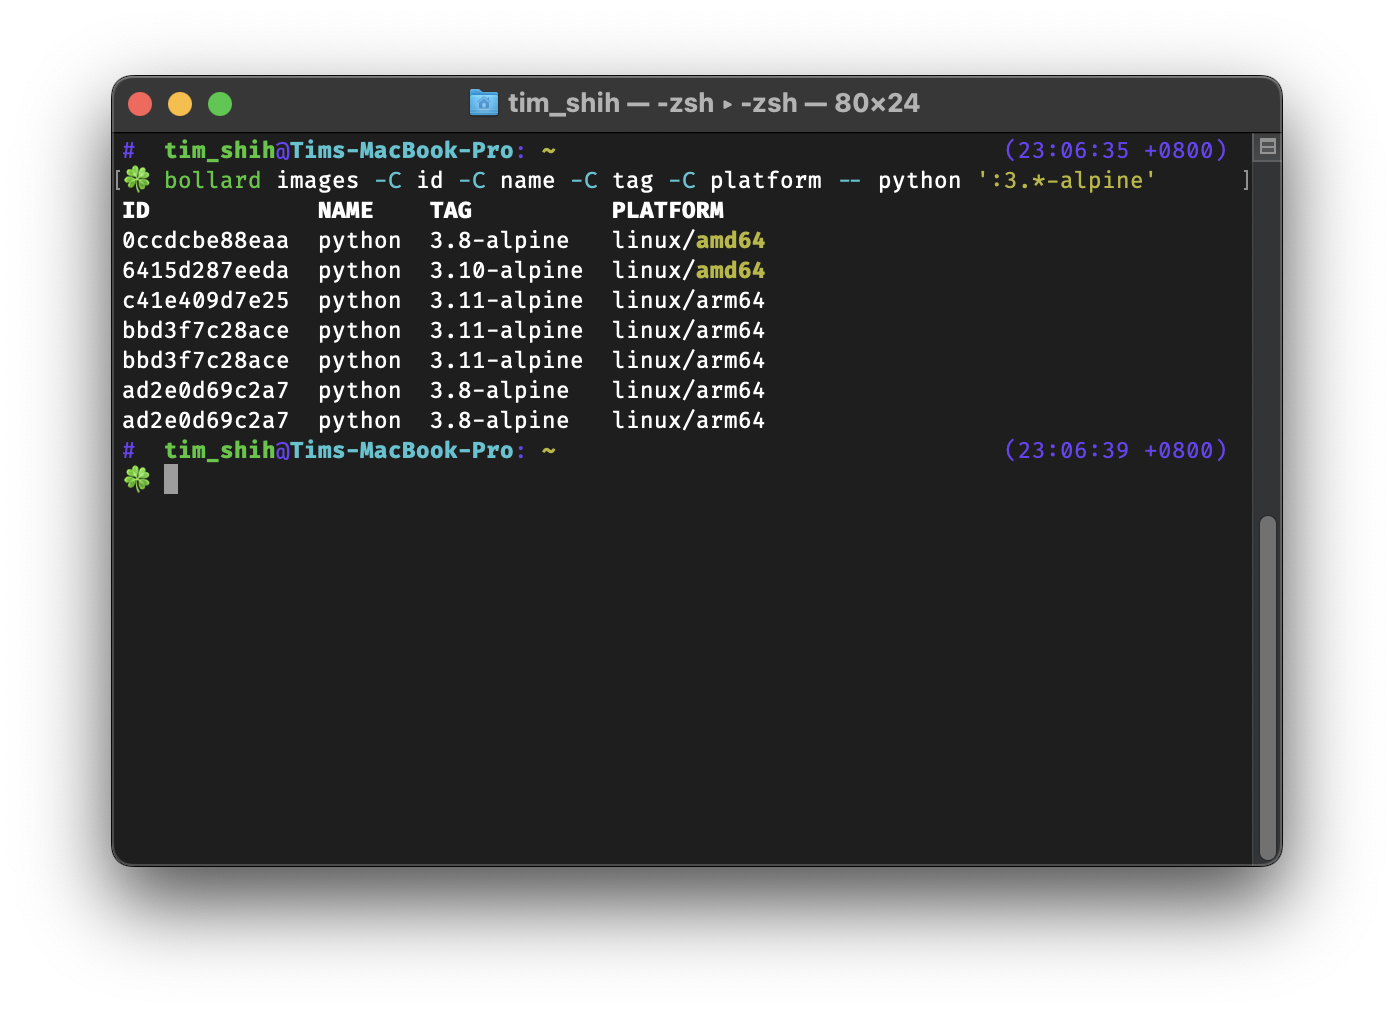 tim_shih — -zsh ▸ -zsh — 80×24
# tim_shih@Tims-MacBook-Pro: ~ (23:06:35 +0800)
[🍀 bollard images -C id -C name -C tag -C platform -- python ':3.*-alpine' ]
ID NAME TAG PLATFORM
0ccdcbe88eaa python 3.8-alpine linux/amd64
6415d287eeda python 3.10-alpine linux/amd64
c41e409d7e25 python 3.11-alpine linux/arm64
bbd3f7c28ace python 3.11-alpine linux/arm64
bbd3f7c28ace python 3.11-alpine linux/arm64
ad2e0d69c2a7 python 3.8-alpine linux/arm64
ad2e0d69c2a7 python 3.8-alpine linux/arm64
# tim_shih@Tims-MacBook-Pro: ~ (23:06:39 +0800)
🍀